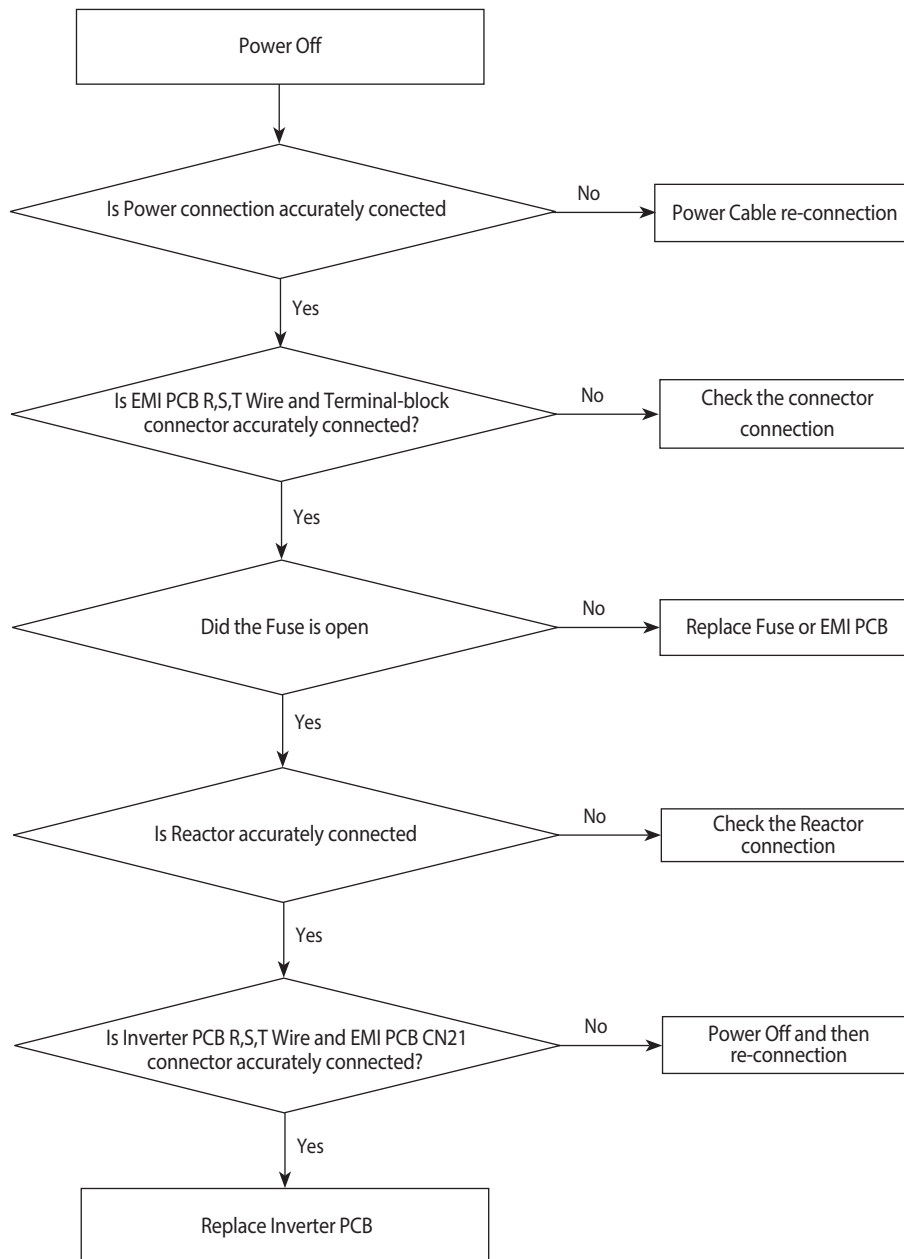 Power Off
Is Power connection accurately conected
No
Power Cable re-connection
Yes
Is EMI PCB R,S,T Wire and Terminal-block
connector accurately connected?
No
Check the connector
connection
Yes
Did the Fuse is open
No
Replace Fuse or EMI PCB
Yes
Is Reactor accurately connected
No
Check the Reactor
connection
Yes
Is Inverter PCB R,S,T Wire and EMI PCB CN21
connector accurately connected?
No
Power Off and then
re-connection
Yes
Replace Inverter PCB